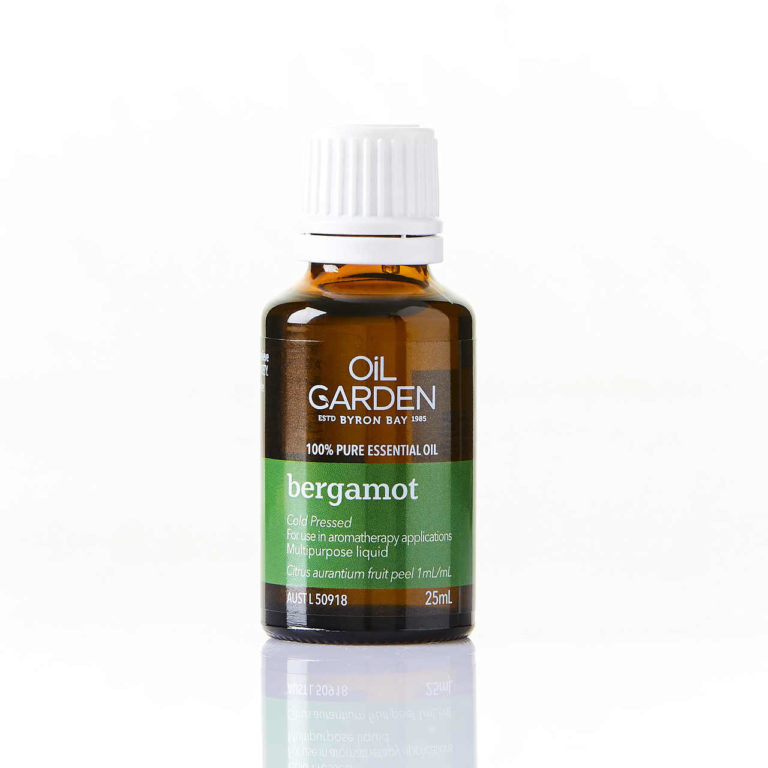 OiL
GARDEN
ESTD BYRON BAY 1985
100% PURE ESSENTIAL OIL
bergamot
Cold Pressed
For use in aromatherapy applications
Multipurpose liquid
Citrus aurantium fruit peel 1mL/mL
AUST L 50918 25mL